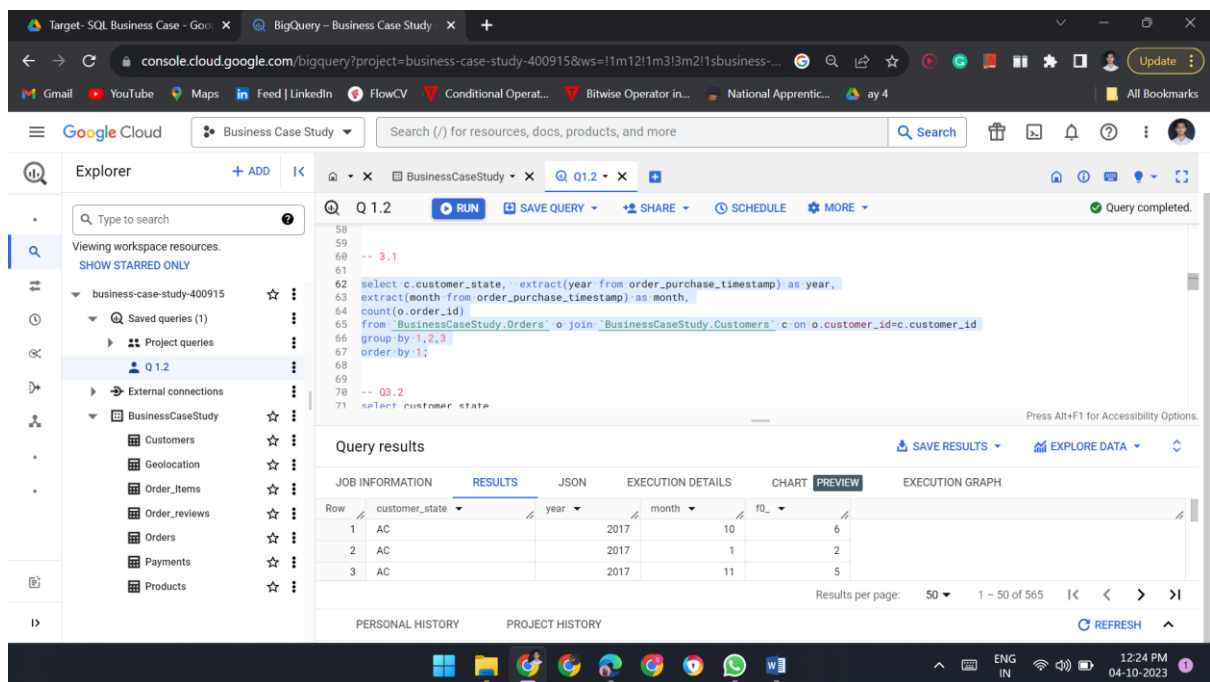 Target- SQL Business Case - Goo
BigQuery – Business Case Study
console.cloud.google.com/bigquery?project=business-case-study-400915&ws=!1m12!1m3!3m2!1sbusiness-...
Update
Gmail YouTube Maps Feed | LinkedIn FlowCV Conditional Operat... Bitwise Operator in... National Apprentic... ay 4 All Bookmarks
Google Cloud Business Case Study Search (/) for resources, docs, products, and more Search
Explorer + ADD
BusinessCaseStudy Q1.2
Q 1.2 RUN SAVE QUERY SHARE SCHEDULE MORE Query completed.
Type to search
Viewing workspace resources.
SHOW STARRED ONLY
business-case-study-400915
Saved queries (1)
Project queries
Q 1.2
External connections
BusinessCaseStudy
Customers
Geolocation
Order_Items
Order_reviews
Orders
Payments
Products
58
59
60 -- 3.1
61
62 select c.customer_state, extract(year from order_purchase_timestamp) as year,
63 extract(month from order_purchase_timestamp) as month,
64 count(o.order_id)
65 from `BusinessCaseStudy.Orders` o join `BusinessCaseStudy.Customers` c on o.customer_id=c.customer_id
66 group by 1,2,3
67 order by 1;
68
69
70 -- Q3.2
71 select customer_state
Press Alt+F1 for Accessibility Options.
Query results SAVE RESULTS EXPLORE DATA
JOB INFORMATION RESULTS JSON EXECUTION DETAILS CHART PREVIEW EXECUTION GRAPH
Row customer_state year month f0_
1 AC 2017 10 6
2 AC 2017 1 2
3 AC 2017 11 5
Results per page: 50 1 – 50 of 565
PERSONAL HISTORY PROJECT HISTORY REFRESH
ENG
IN
12:24 PM
04-10-2023
1